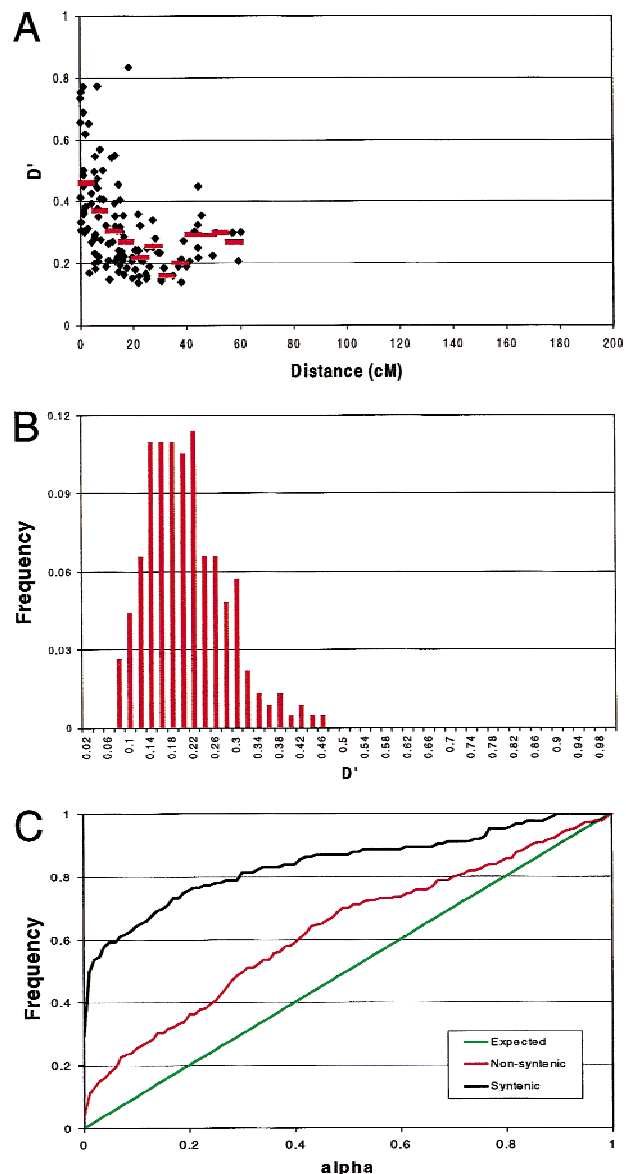 A
1
0.8
0.6
0.4
0.2
0
D'
0 20 40 60 80 100 120 140 160 180 200
Distance (cM)
B
0.12
0.09
0.06
0.03
0
Frequency
0.02 0.06 0.1 0.14 0.18 0.22 0.26 0.3 0.34 0.38 0.42 0.46 0.5 0.54 0.58 0.62 0.66 0.7 0.74 0.78 0.82 0.86 0.9 0.94 0.98
D'
C
1
0.8
0.6
0.4
0.2
0
Frequency
Expected
Non-syntenic
Syntenic
0 0.2 0.4 0.6 0.8 1
alpha